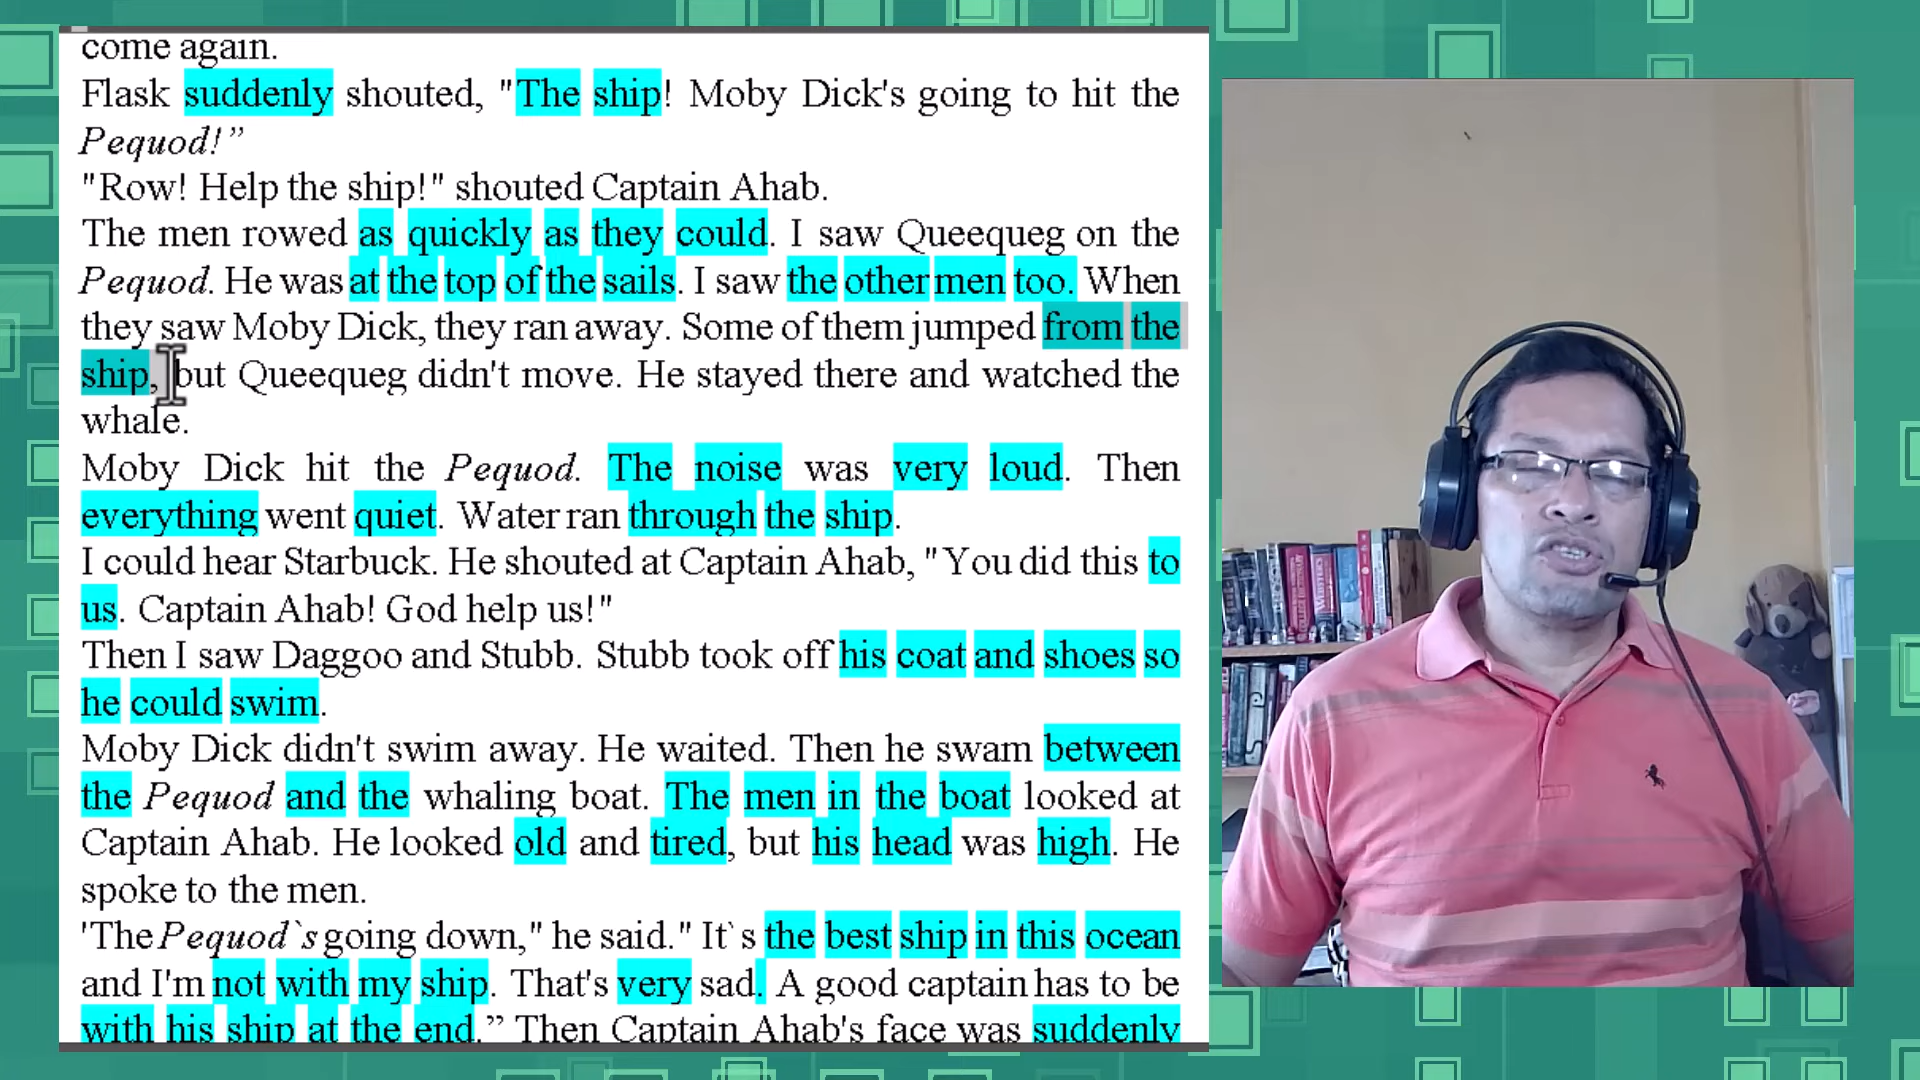 come again.
Flask suddenly shouted, "The ship! Moby Dick's going to hit the
Pequod!”
"Row! Help the ship!" shouted Captain Ahab.
The men rowed as quickly as they could. I saw Queequeg on the
Pequod. He was at the top of the sails. I saw the other men too. When
they saw Moby Dick, they ran away. Some of them jumped from the
ship, but Queequeg didn't move. He stayed there and watched the
whale.
Moby Dick hit the Pequod. The noise was very loud. Then
everything went quiet. Water ran through the ship.
I could hear Starbuck. He shouted at Captain Ahab, "You did this to
us. Captain Ahab! God help us!"
Then I saw Daggoo and Stubb. Stubb took off his coat and shoes so
he could swim.
Moby Dick didn't swim away. He waited. Then he swam between
the Pequod and the whaling boat. The men in the boat looked at
Captain Ahab. He looked old and tired, but his head was high. He
spoke to the men.
'The Pequod`s going down," he said." It`s the best ship in this ocean
and I'm not with my ship. That's very sad. A good captain has to be
with his ship at the end.” Then Captain Ahab's face was suddenly